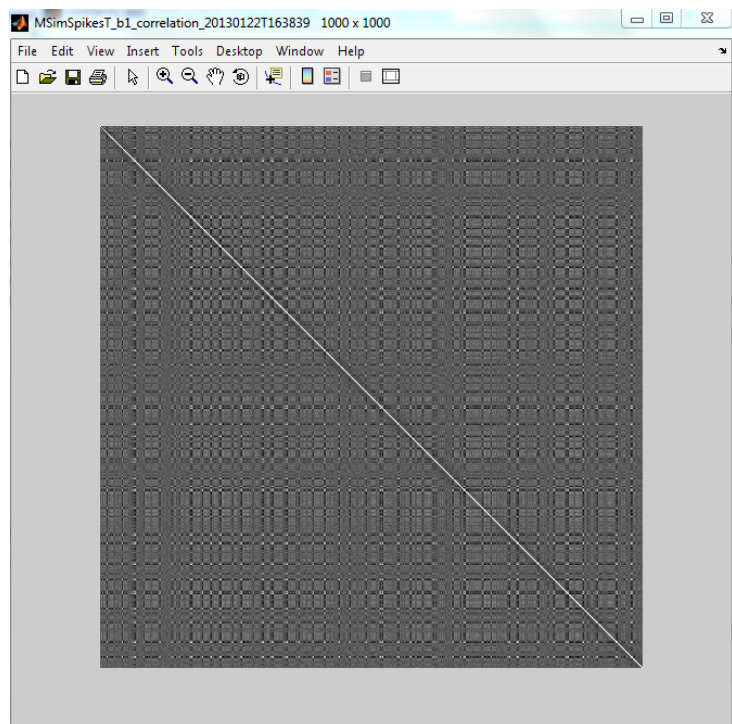 MSimSpikesT_b1_correlation_20130122T163839 1000 x 1000
File Edit View Insert Tools Desktop Window Help